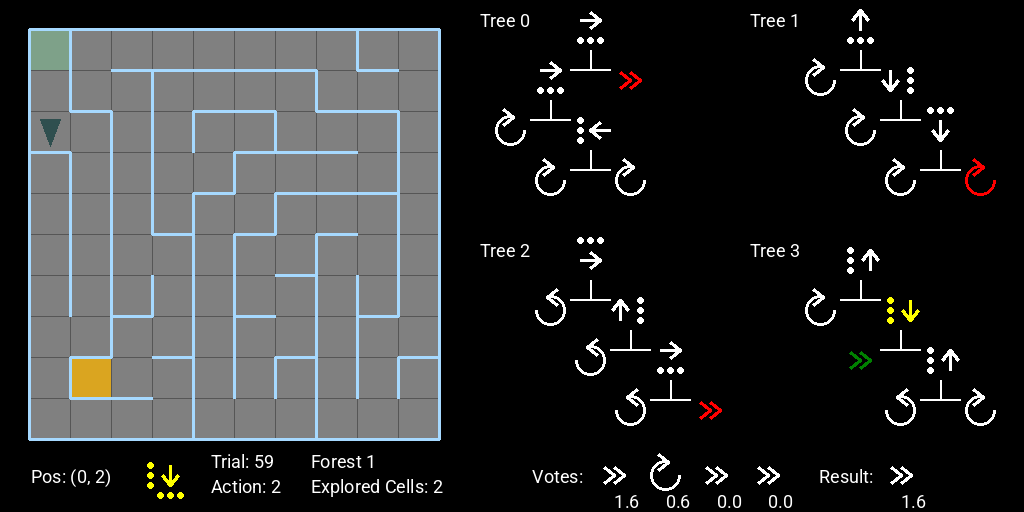 Tree 0
Tree 1
Tree 2
Tree 3
Pos: (0, 2)
Trial: 59
Forest 1
Action: 2
Explored Cells: 2
Votes:
Result:
1.6
0.6
0.0
0.0
1.6